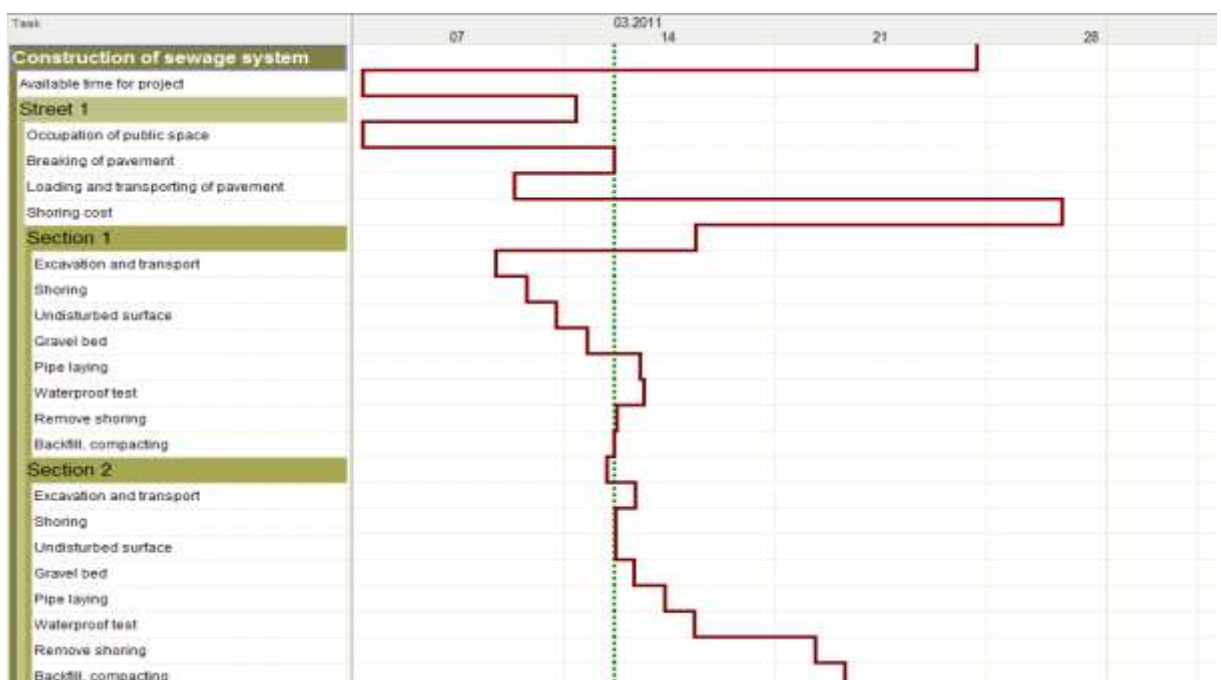 Task
03.2011
07 14 21 28
Construction of sewage system
Available time for project
Street 1
Occupation of public space
Breaking of pavement
Loading and transporting of pavement
Shoring cost
Section 1
Excavation and transport
Shoring
Undisturbed surface
Gravel bed
Pipe laying
Waterproof test
Remove shoring
Backfill, compacting
Section 2
Excavation and transport
Shoring
Undisturbed surface
Gravel bed
Pipe laying
Waterproof test
Remove shoring
Backfill, compacting